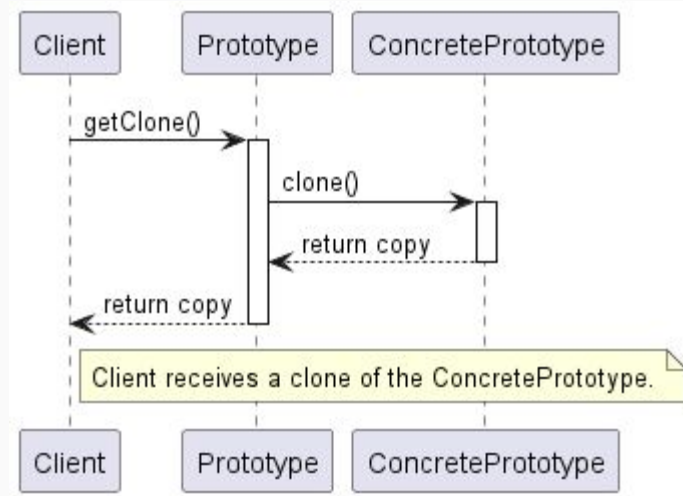 Client Prototype ConcretePrototype
getClone()
clone()
return copy
return copy
Client receives a clone of the ConcretePrototype.
Client Prototype ConcretePrototype